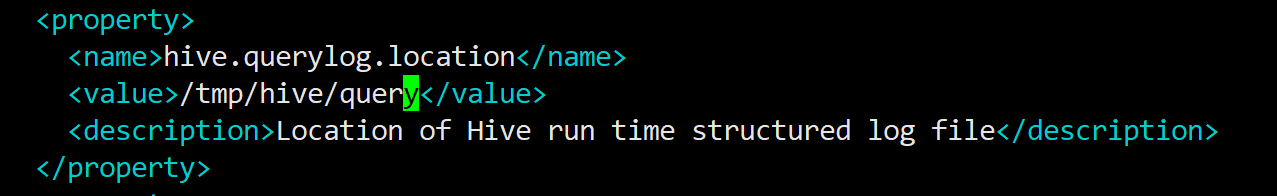 <property>
<name>hive.querylog.location</name>
<value>/tmp/hive/query</value>
<description>Location of Hive run time structured log file</description>
</property>